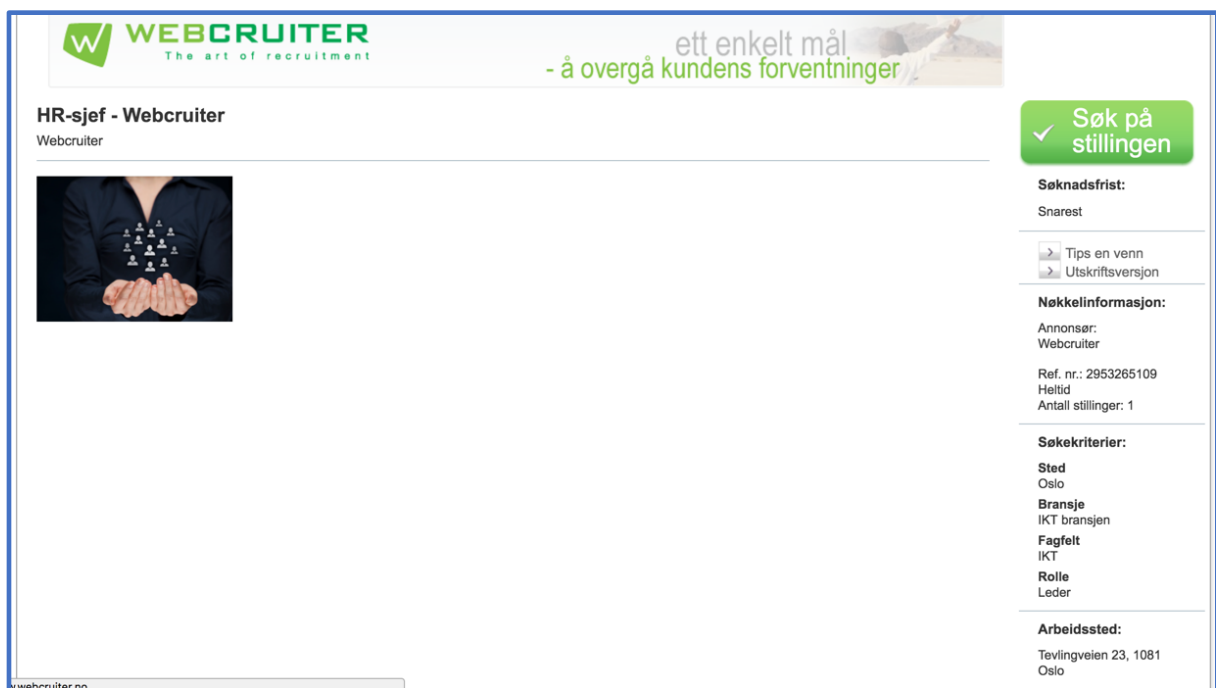 WEBCRUITER
The art of recruitment
ett enkelt mål
- å overgå kundens forventninger
HR-sjef - Webcruiter
Webcruiter
Søk på
stillingen
Søknadsfrist:
Snarest
Tips en venn
Utskriftsversjon
Nøkkelinformasjon:
Annonsør:
Webcruiter
Ref. nr.: 2953265109
Heltid
Antall stillinger: 1
Søkekriterier:
Sted
Oslo
Bransje
IKT bransjen
Fagfelt
IKT
Rolle
Leder
Arbeidssted:
Tevlingveien 23, 1081
Oslo
w.webcruiter.no